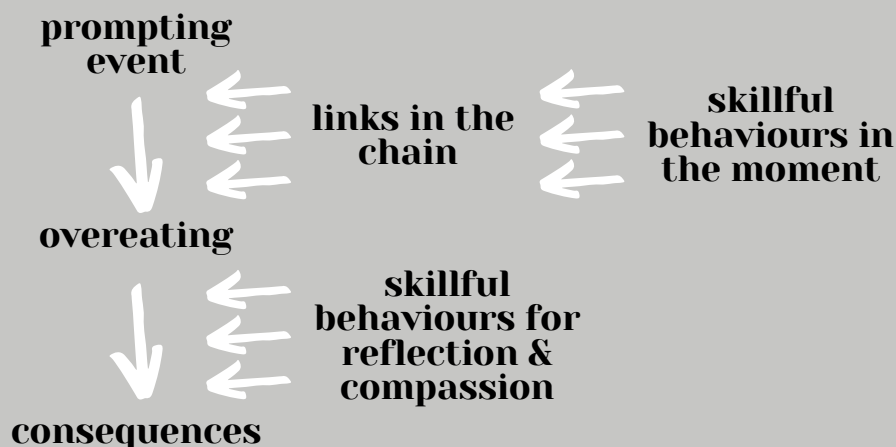 prompting
event
links in the
chain
skillful
behaviours in
the moment
overeating
skillful
behaviours for
reflection &
compassion
consequences